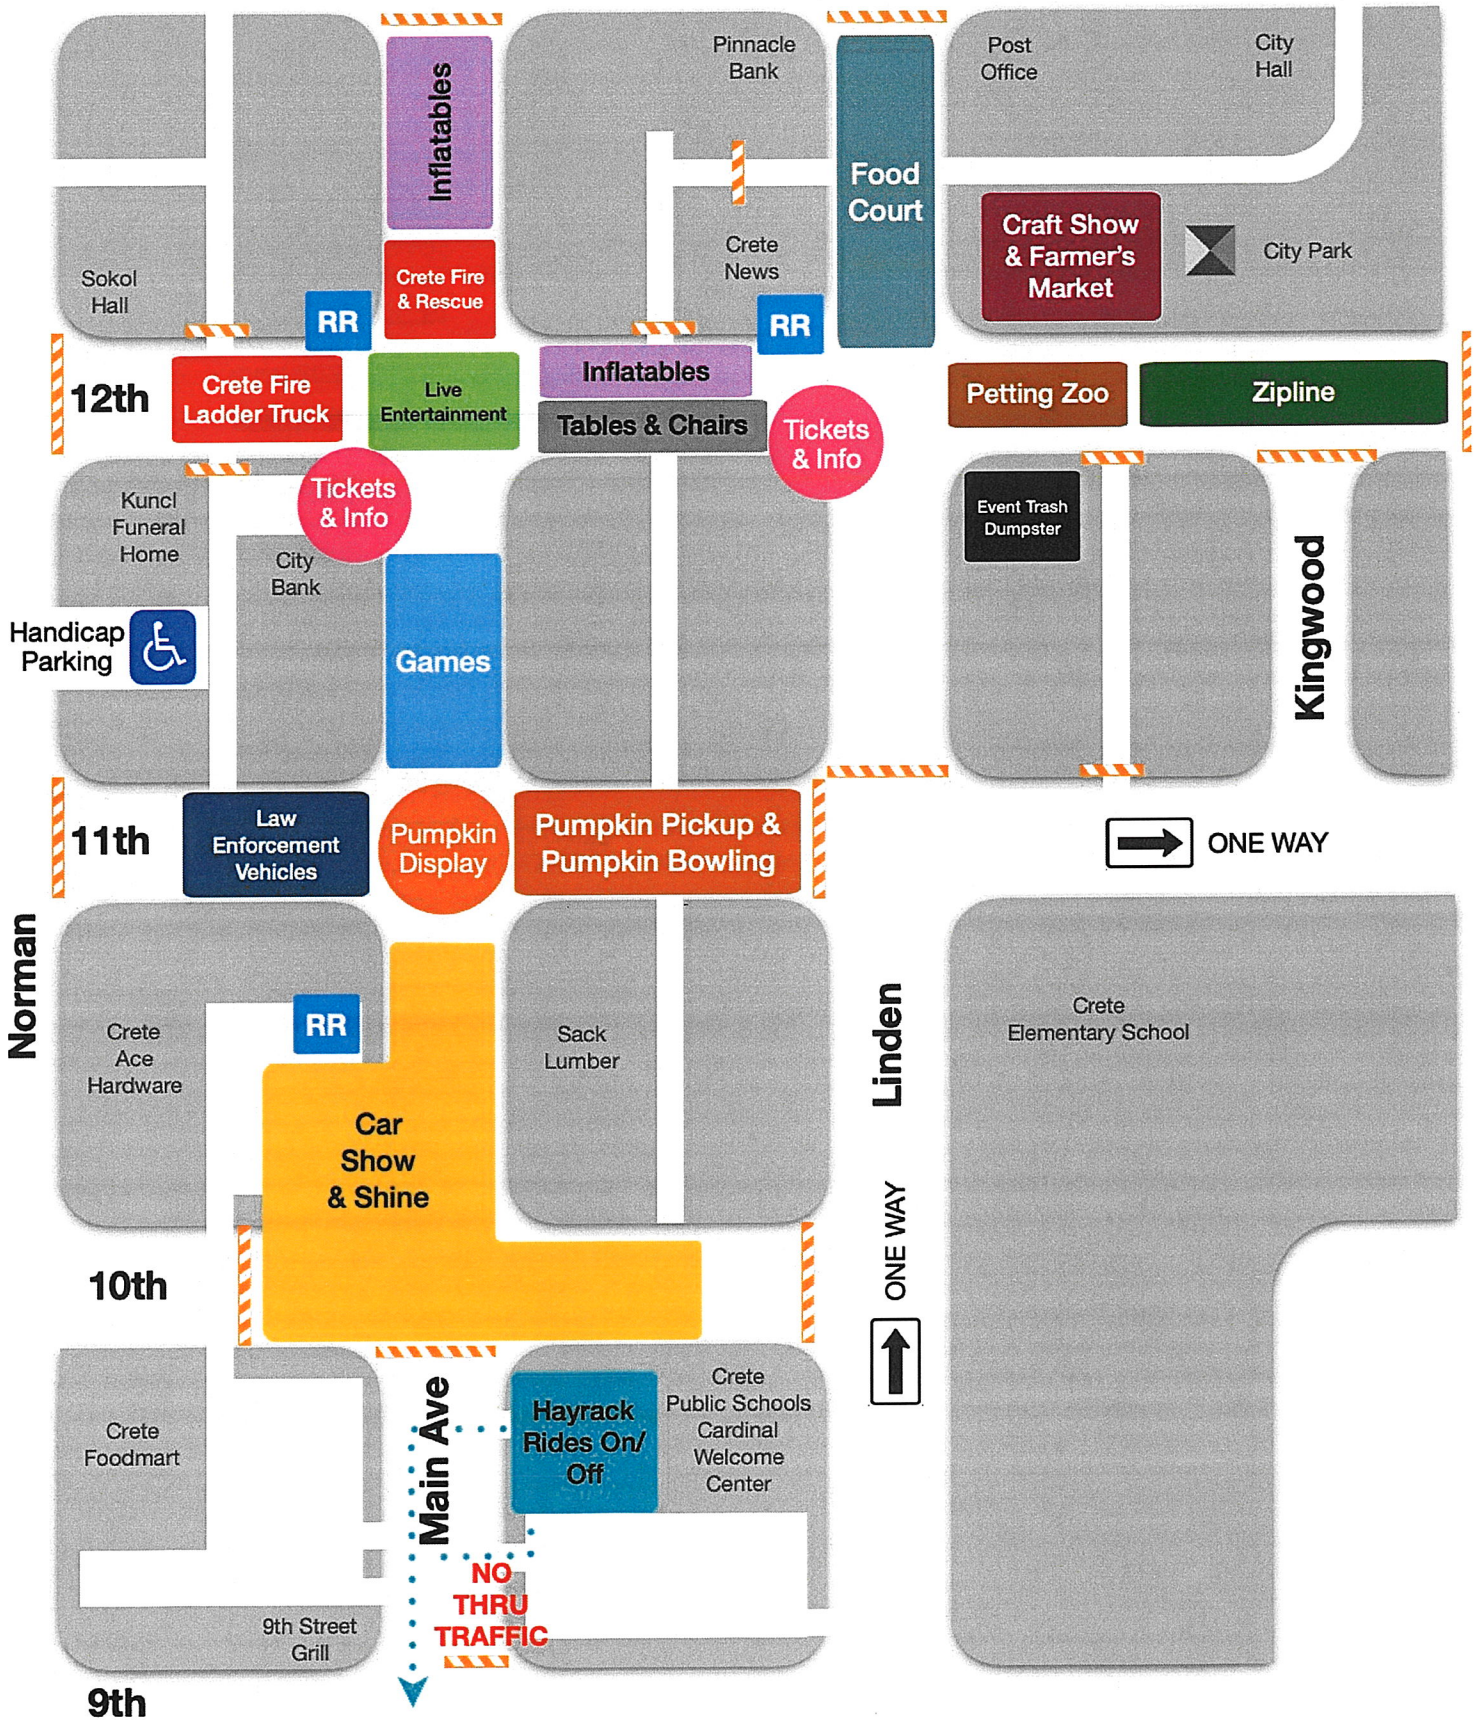 Inflatables
Pinnacle
Bank
Food
Court
Post
Office
City
Hall
Sokol
Hall
Crete Fire
& Rescue
RR
Crete
News
RR
Craft Show
& Farmer's
Market
City Park
12th
Crete Fire
Ladder Truck
Live
Entertainment
Inflatables
Tables & Chairs
Tickets
& Info
Petting Zoo
Zipline
Kuncl
Funeral
Home
Tickets
& Info
City
Bank
Event Trash
Dumpster
Handicap
Parking
Games
Kingwood
11th
Law
Enforcement
Vehicles
Pumpkin
Display
Pumpkin Pickup &
Pumpkin Bowling
ONE WAY
Norman
Crete
Ace
Hardware
RR
Sack
Lumber
Linden
Crete
Elementary School
Car
Show
& Shine
ONE WAY
10th
Crete
Foodmart
Main Ave
Hayrack
Rides On/
Off
Crete
Public Schools
Cardinal
Welcome
Center
NO
THRU
TRAFFIC
9th Street
Grill
9th